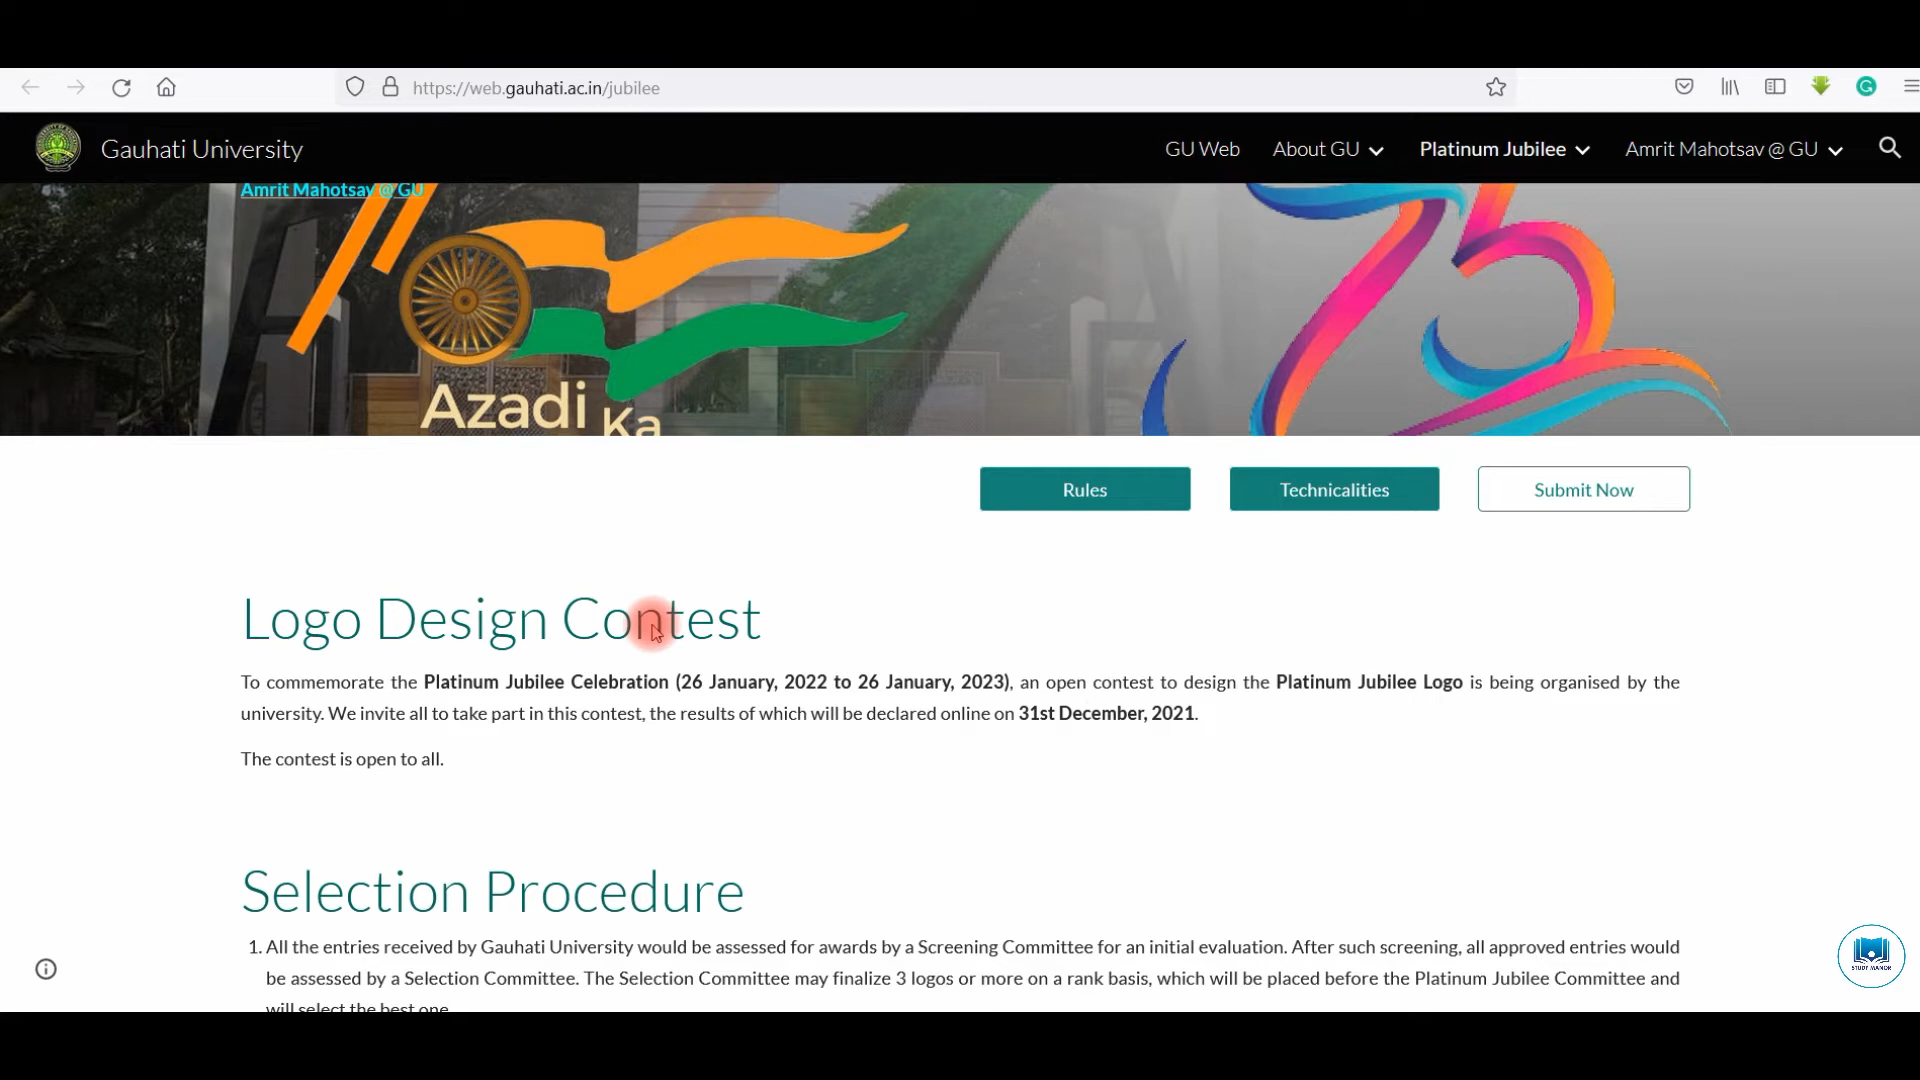 https://web.gauhati.ac.in/jubilee
Gauhati University
GU Web
About GU
Platinum Jubilee
Amrit Mahotsav @ GU
Amrit Mahotsav @ GU
Azadi Ka
75
Rules
Technicalities
Submit Now
Logo Design Contest
To commemorate the Platinum Jubilee Celebration (26 January, 2022 to 26 January, 2023), an open contest to design the Platinum Jubilee Logo is being organised by the
university. We invite all to take part in this contest, the results of which will be declared online on 31st December, 2021.
The contest is open to all.
Selection Procedure
1. All the entries received by Gauhati University would be assessed for awards by a Screening Committee for an initial evaluation. After such screening, all approved entries would
be assessed by a Selection Committee. The Selection Committee may finalize 3 logos or more on a rank basis, which will be placed before the Platinum Jubilee Committee and
will select the best one
STUDY MANOR